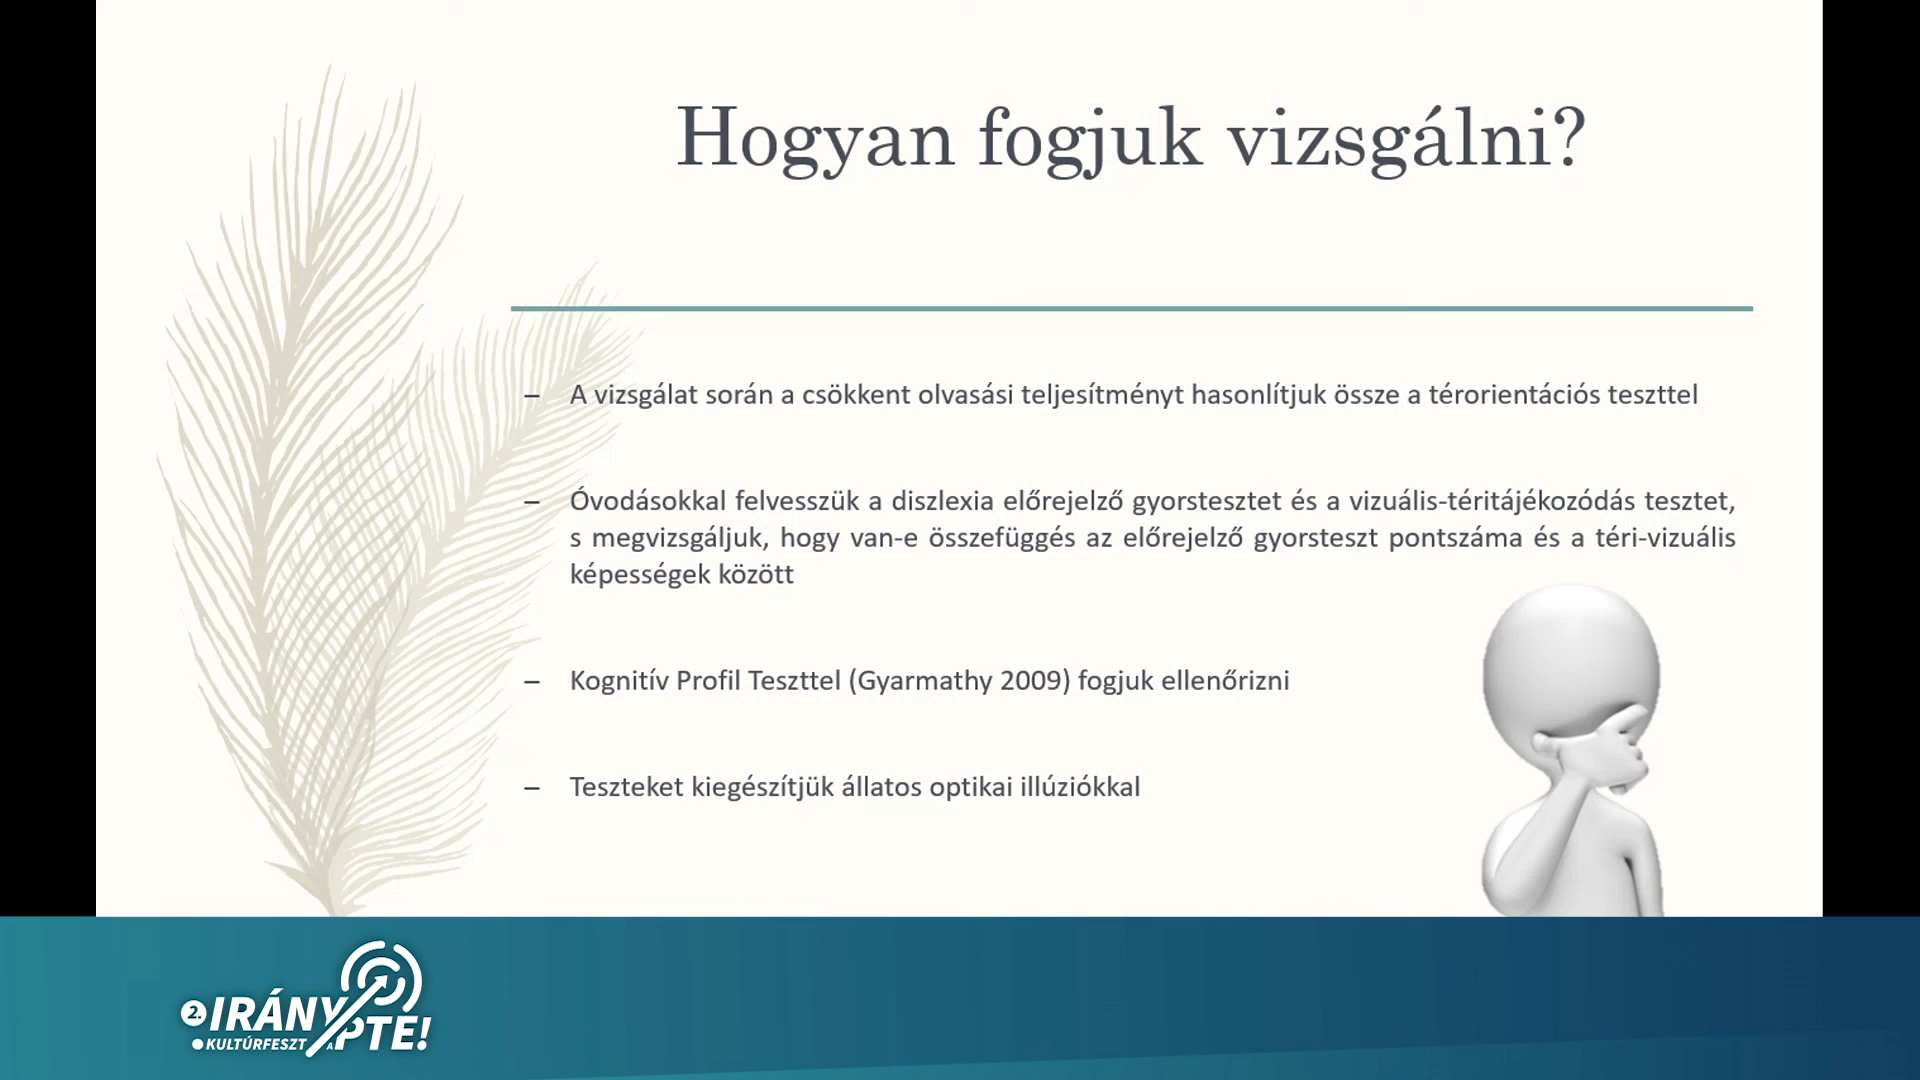 Hogyan fogjuk vizsgálni?
– A vizsgálat során a csökkent olvasási teljesítményt hasonlítjuk össze a térorientációs teszttel
– Óvodásokkal felvesszük a diszlexia előrejelző gyorstesztet és a vizuális-téritájékozódás tesztet,
s megvizsgáljuk, hogy van-e összefüggés az előrejelző gyorsteszt pontszáma és a téri-vizuális
képességek között
– Kognitív Profil Teszttel (Gyarmathy 2009) fogjuk ellenőrizni
– Teszteket kiegészítjük állatos optikai illúziókkal
2. IRÁNY
KULTÚRFESZT A PTE!